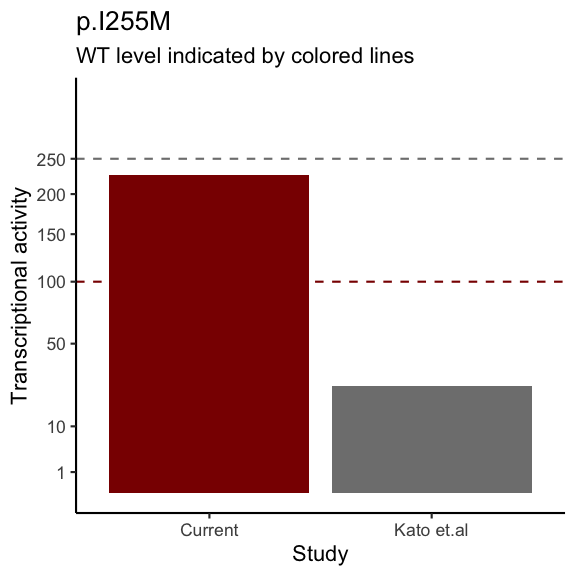 p.I255M
WT level indicated by colored lines
250
200
150
100
50
10
1
Transcriptional activity
Current
Kato et.al
Study